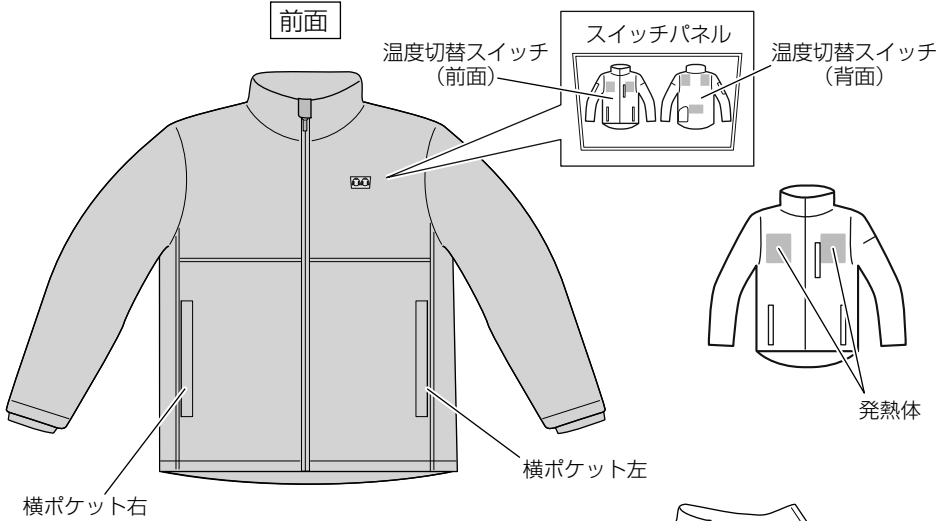 前面
スイッチパネル
温度切替スイッチ
（前面）
温度切替スイッチ
（背面）
発熱体
横ポケット左
横ポケット右